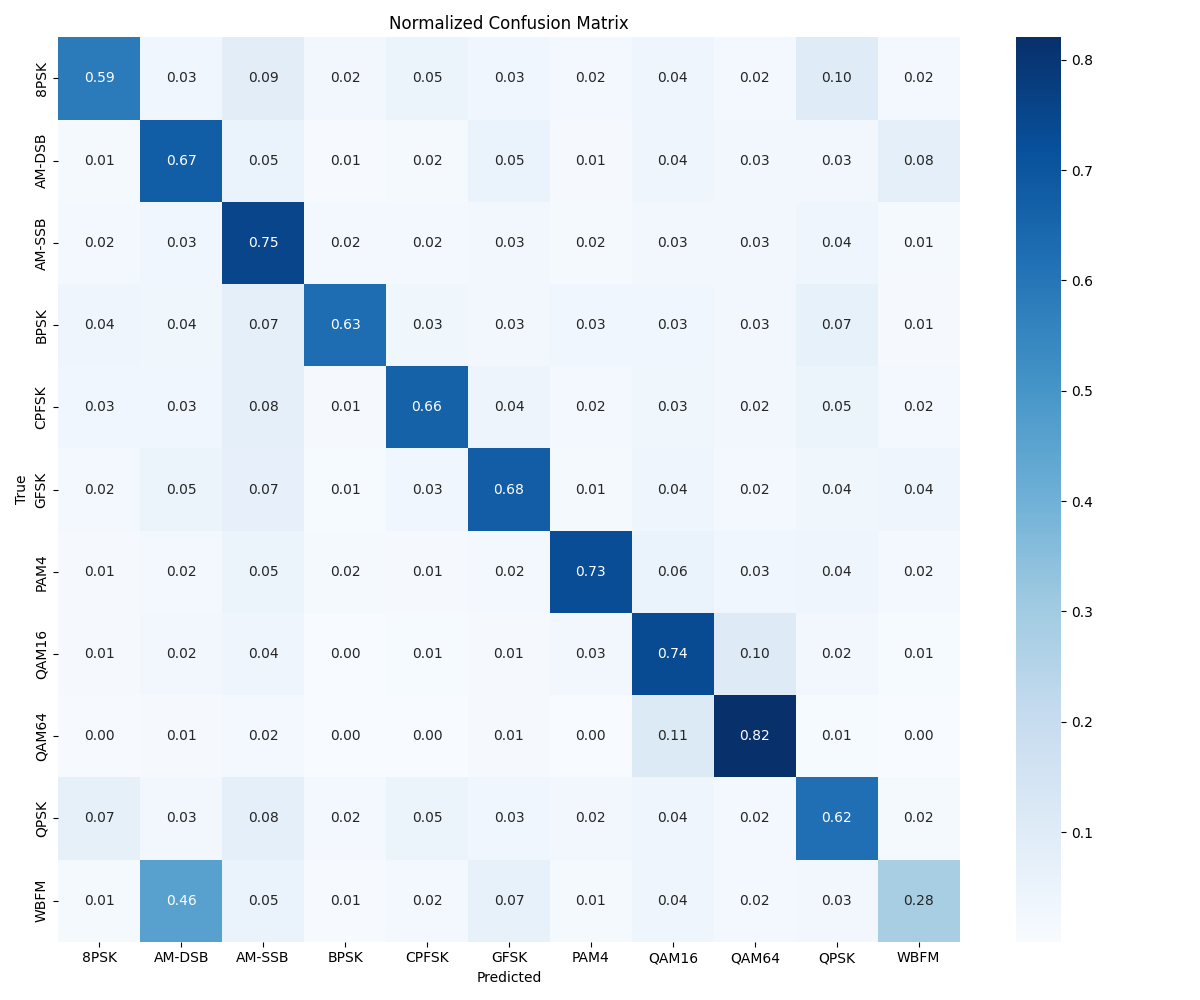 Normalized Confusion Matrix
8PSK 0.59 0.03 0.09 0.02 0.05 0.03 0.02 0.04 0.02 0.10 0.02
AM-DSB 0.01 0.67 0.05 0.01 0.02 0.05 0.01 0.04 0.03 0.03 0.08
AM-SSB 0.02 0.03 0.75 0.02 0.02 0.03 0.02 0.03 0.03 0.04 0.01
BPSK 0.04 0.04 0.07 0.63 0.03 0.03 0.03 0.03 0.03 0.07 0.01
CPFSK 0.03 0.03 0.08 0.01 0.66 0.04 0.02 0.03 0.02 0.05 0.02
True
GFSK 0.02 0.05 0.07 0.01 0.03 0.68 0.01 0.04 0.02 0.04 0.04
PAM4 0.01 0.02 0.05 0.02 0.01 0.02 0.73 0.06 0.03 0.04 0.02
QAM16 0.01 0.02 0.04 0.00 0.01 0.01 0.03 0.74 0.10 0.02 0.01
QAM64 0.00 0.01 0.02 0.00 0.00 0.01 0.00 0.11 0.82 0.01 0.00
QPSK 0.07 0.03 0.08 0.02 0.05 0.03 0.02 0.04 0.02 0.62 0.02
WBFM 0.01 0.46 0.05 0.01 0.02 0.07 0.01 0.04 0.02 0.03 0.28
8PSK AM-DSB AM-SSB BPSK CPFSK GFSK PAM4 QAM16 QAM64 QPSK WBFM
Predicted
0.8
0.7
0.6
0.5
0.4
0.3
0.2
0.1